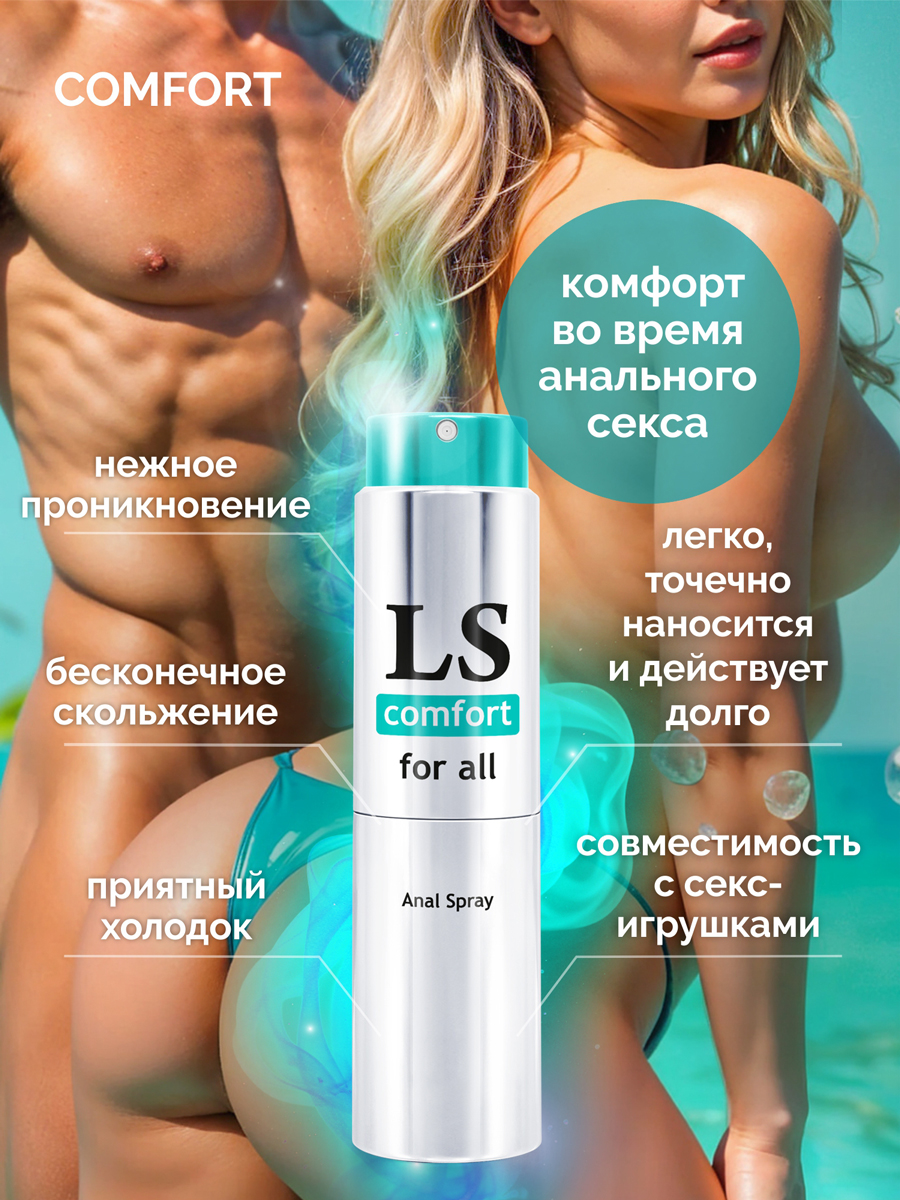 COMFORT
комфорт
во время
анального
секса
нежное
проникновение
легко,
точечно
наносится
и действует
долго
бесконечное
скольжение
приятный
холодок
совместимость
с секс-
игрушками
LS
comfort
for all
Anal Spray